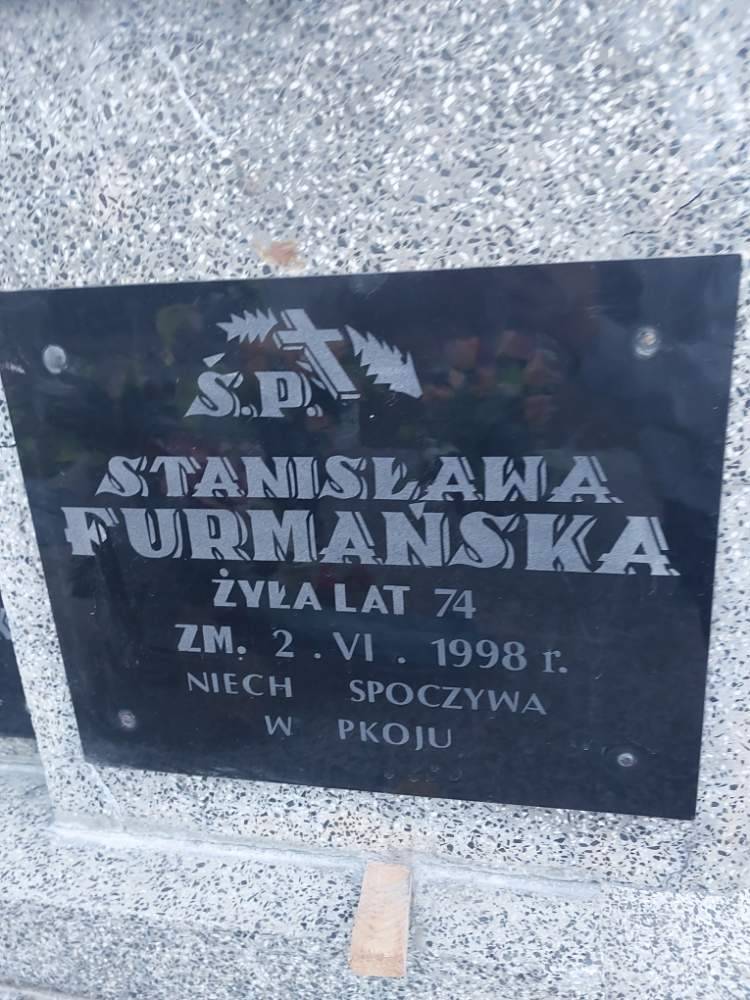 Ś.P.
STANISŁAWA
FURMAŃSKA
ŻYŁA LAT 74
ZM. 2. VI. 1998 r.
NIECH SPOCZYWA
W PKOJU